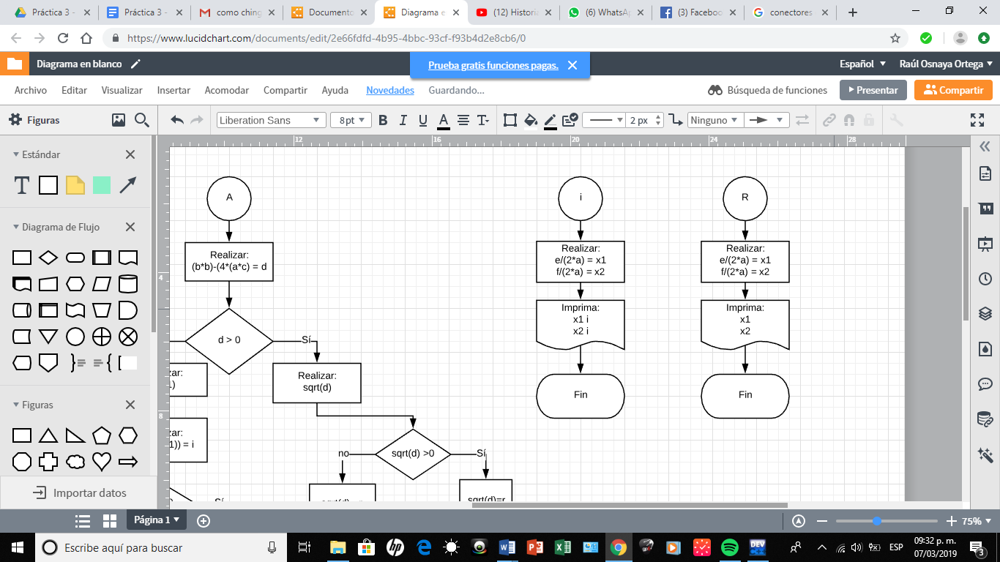 Práctica 3 -
Práctica 3 -
como ching
Documento
Diagrama e
(12) Historia
(6) WhatsAp
(3) Facebook
conectores
https://www.lucidchart.com/documents/edit/2e66fdfd-4b95-4bbc-93cf-f93b4d2e8cb6/0
Diagrama en blanco
Prueba gratis funciones pagas.
Español
Raúl Osnaya Ortega
Archivo Editar Visualizar Insertar Acomodar Compartir Ayuda Novedades Guardando...
Búsqueda de funciones
Presentar
Compartir
Figuras
Liberation Sans
8pt
B I U A T
2 px
Ninguno
12 16 20 24 28
4
8
Estándar
T
Diagrama de Flujo
Figuras
Importar datos
A
Realizar:
(b*b)-(4*(a*c) = d
d > 0
Sí
Realizar:
sqrt(d)
sqrt(d) >0
no
Sí
sqrt(d)=r
zar:
zar:
1)) = i
Sí
i
Realizar:
e/(2*a) = x1
f/(2*a) = x2
Imprima:
x1 i
x2 i
Fin
R
Realizar:
e/(2*a) = x1
f/(2*a) = x2
Imprima:
x1
x2
Fin
Página 1
75%
Escribe aquí para buscar
ESP
09:32 p. m.
07/03/2019
3